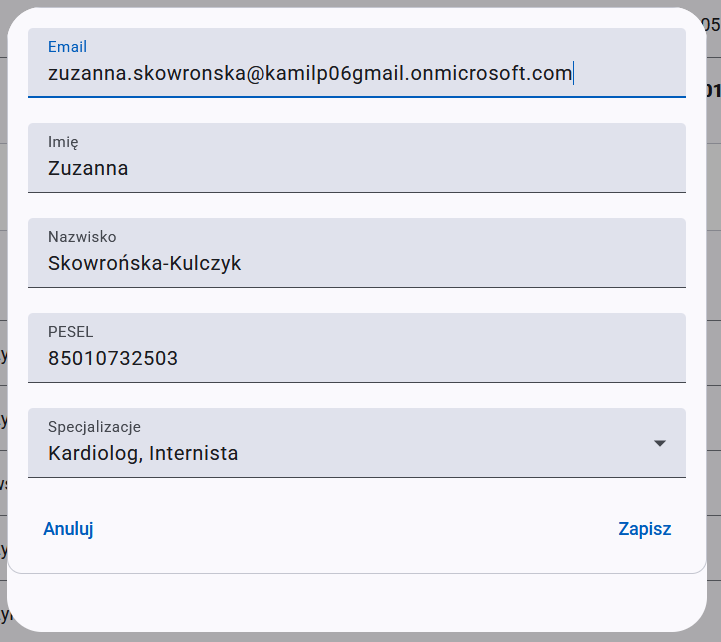 Email
zuzanna.skowronska@kamilp06gmail.onmicrosoft.com
Imię
Zuzanna
Nazwisko
Skowrońska-Kulczyk
PESEL
85010732503
Specjalizacje
Kardiolog, Internista
Anuluj
Zapisz